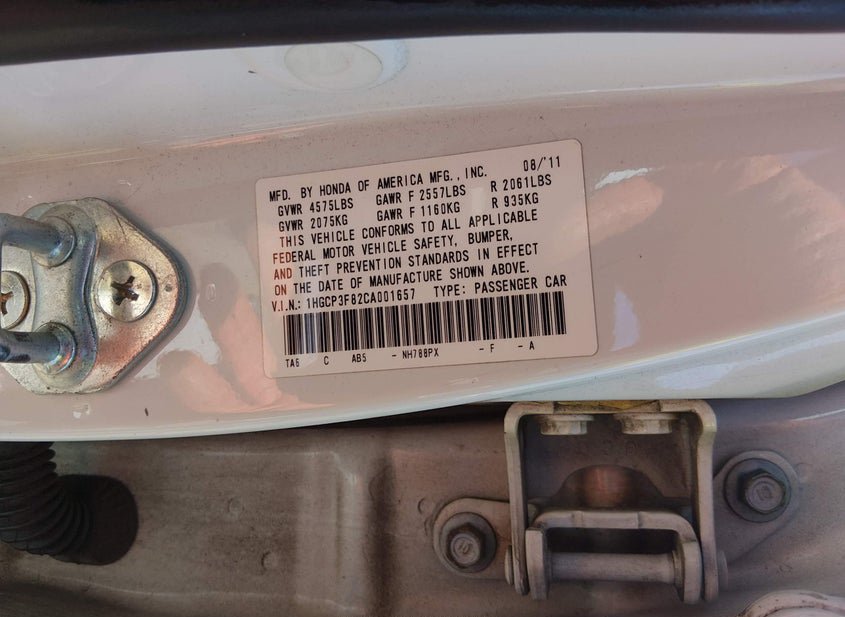 MFD. BY HONDA OF AMERICA MFG., INC. 08/'11
GVWR 4575LBS GAWR F 2557LBS R 2061LBS
GVWR 2075KG GAWR F 1160KG R 935KG
THIS VEHICLE CONFORMS TO ALL APPLICABLE
FEDERAL MOTOR VEHICLE SAFETY, BUMPER,
AND THEFT PREVENTION STANDARDS IN EFFECT
ON THE DATE OF MANUFACTURE SHOWN ABOVE.
V.I.N.: 1HGCP3F82CA001657 TYPE: PASSENGER CAR
TA6 C AB5 - NH788PX - F - A